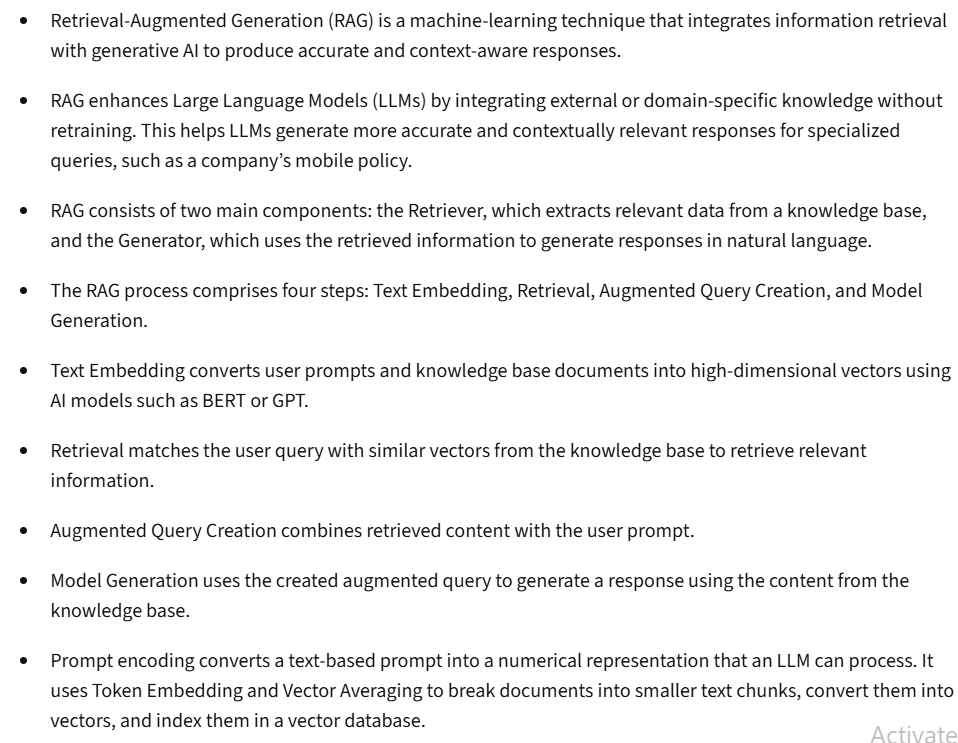 • Retrieval-Augmented Generation (RAG) is a machine-learning technique that integrates information retrieval
with generative AI to produce accurate and context-aware responses.
• RAG enhances Large Language Models (LLMs) by integrating external or domain-specific knowledge without
retraining. This helps LLMs generate more accurate and contextually relevant responses for specialized
queries, such as a company’s mobile policy.
• RAG consists of two main components: the Retriever, which extracts relevant data from a knowledge base,
and the Generator, which uses the retrieved information to generate responses in natural language.
• The RAG process comprises four steps: Text Embedding, Retrieval, Augmented Query Creation, and Model
Generation.
• Text Embedding converts user prompts and knowledge base documents into high-dimensional vectors using
AI models such as BERT or GPT.
• Retrieval matches the user query with similar vectors from the knowledge base to retrieve relevant
information.
• Augmented Query Creation combines retrieved content with the user prompt.
• Model Generation uses the created augmented query to generate a response using the content from the
knowledge base.
• Prompt encoding converts a text-based prompt into a numerical representation that an LLM can process. It
uses Token Embedding and Vector Averaging to break documents into smaller text chunks, convert them into
vectors, and index them in a vector database.
Activate